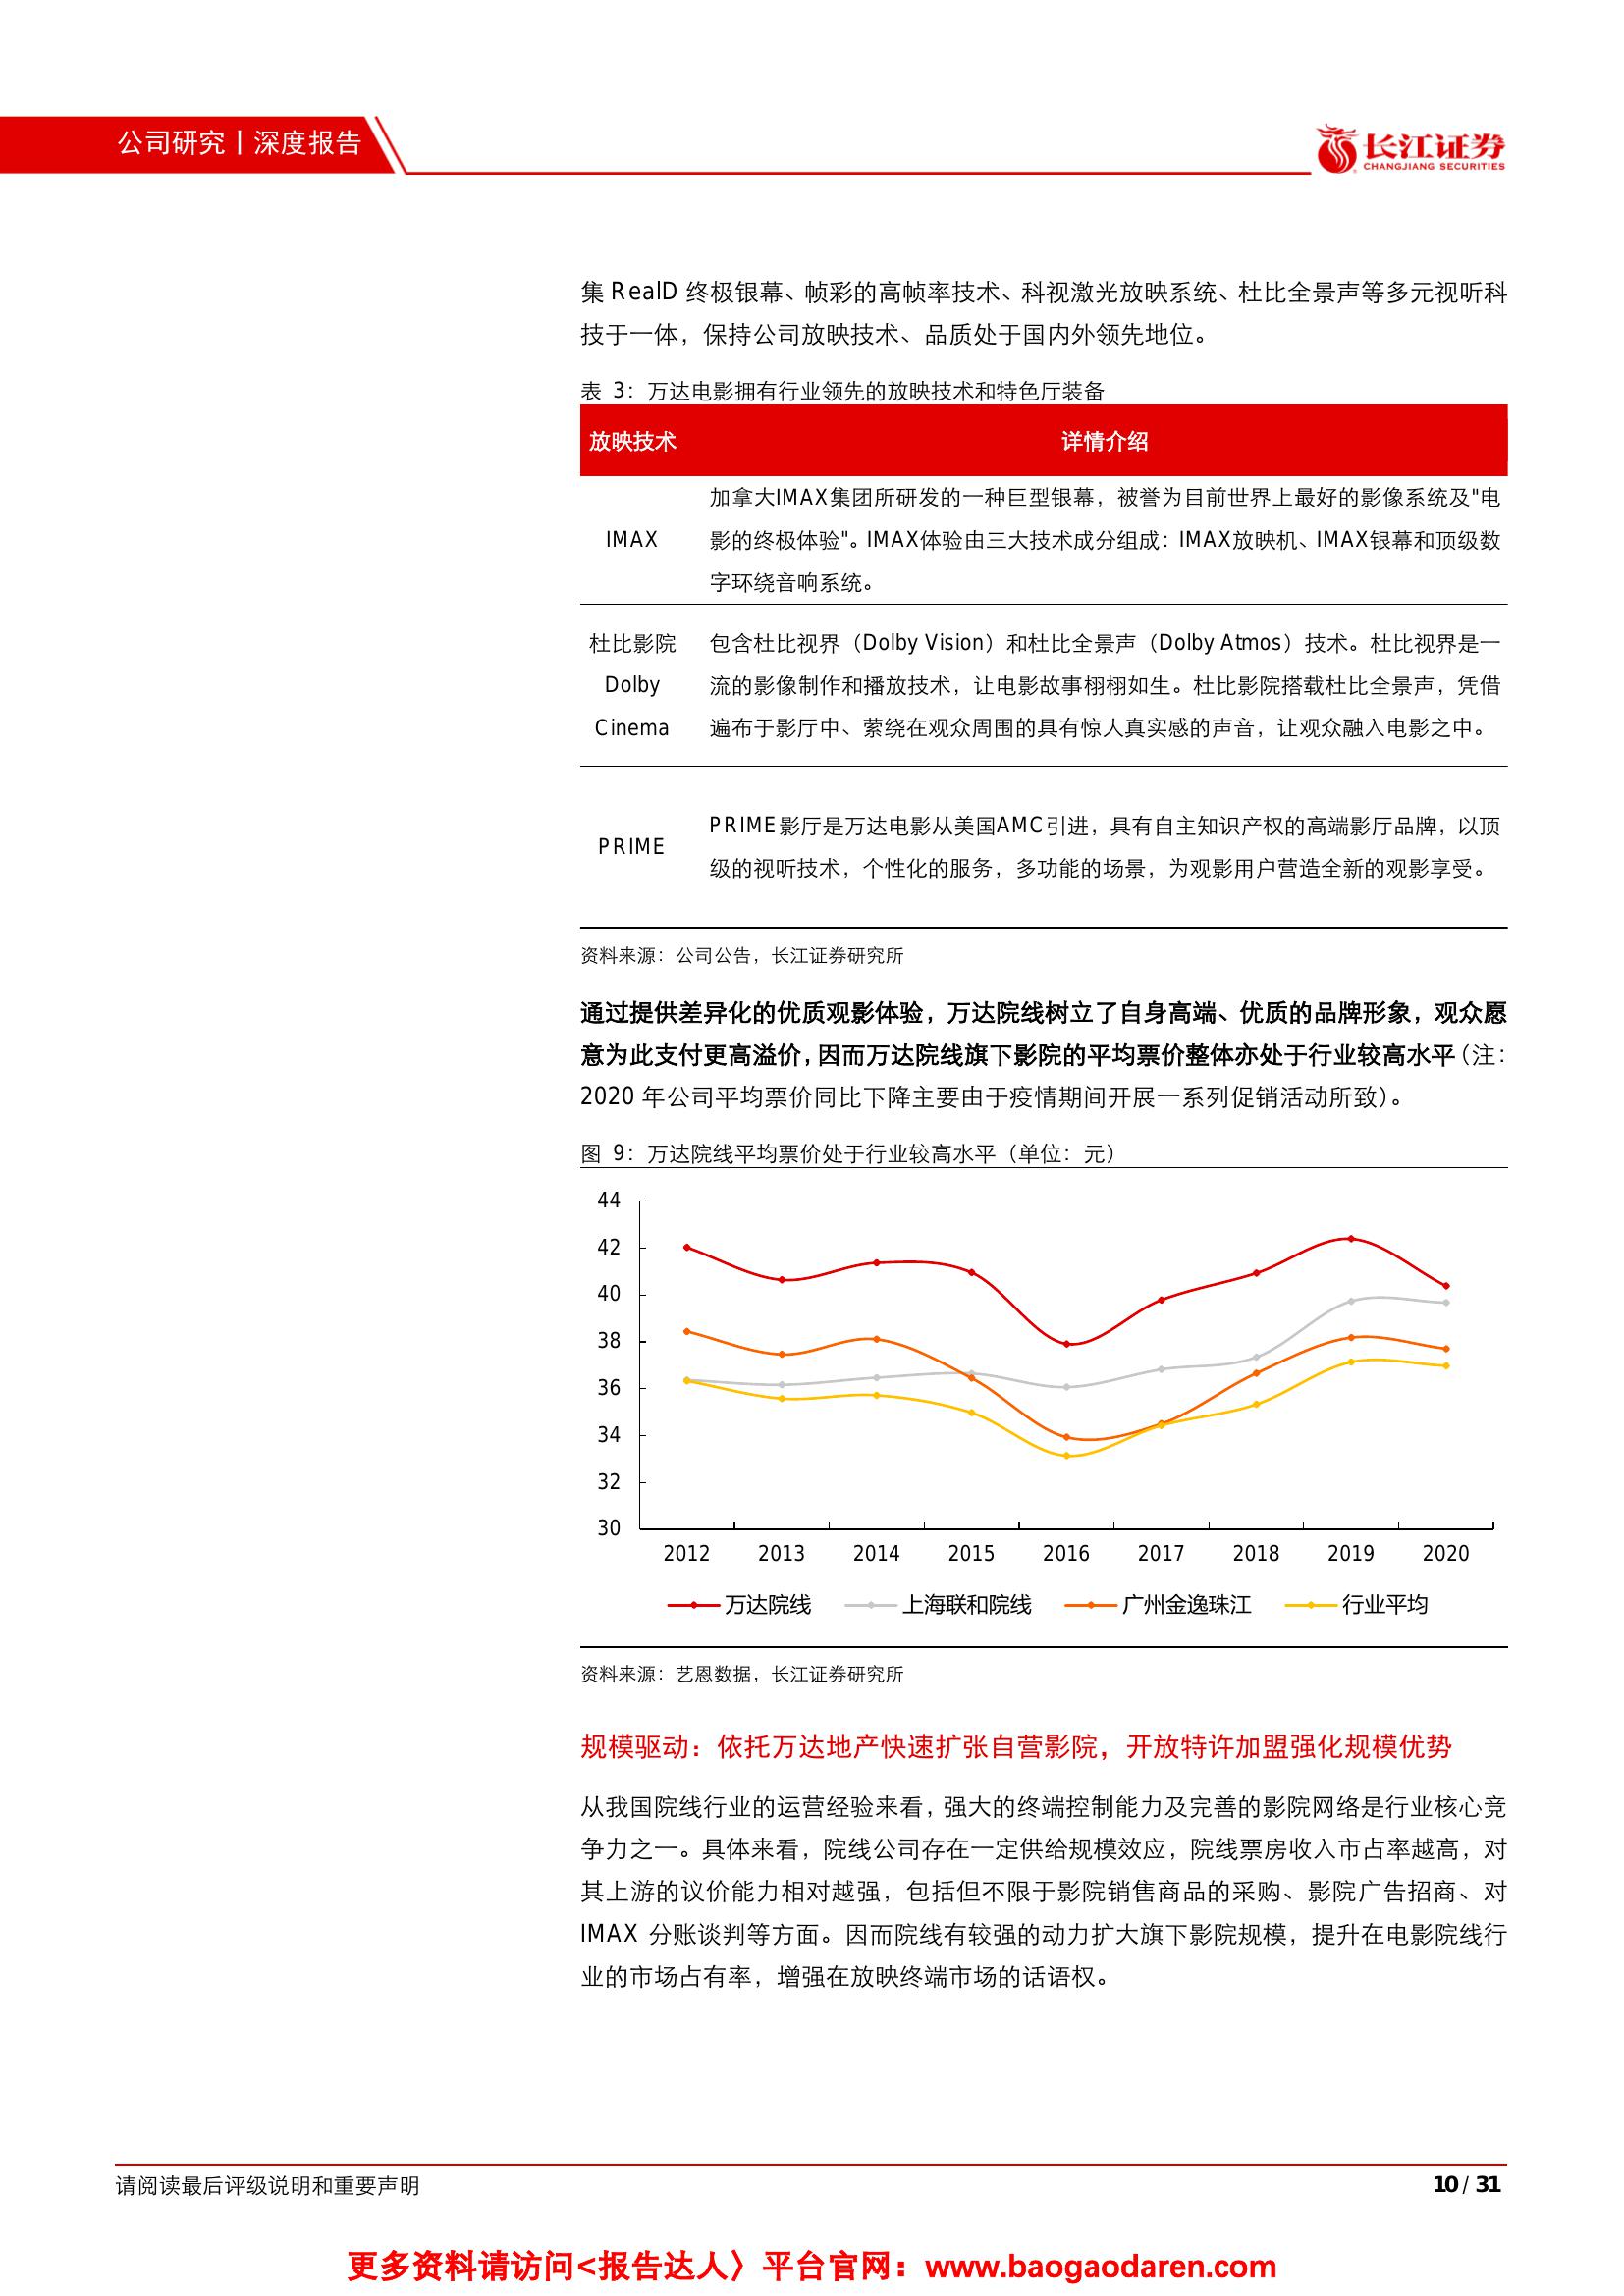 公司研究丨深度报告
长江证券
CHANGJIANG SECURITIES
集 RealD 终极银幕、帧彩的高帧率技术、科视激光放映系统、杜比全景声等多元视听科
技于一体，保持公司放映技术、品质处于国内外领先地位。
表 3：万达电影拥有行业领先的放映技术和特色厅装备
放映技术 详情介绍
加拿大IMAX集团所研发的一种巨型银幕，被誉为目前世界上最好的影像系统及"电
IMAX 影的终极体验"。IMAX体验由三大技术成分组成：IMAX放映机、IMAX银幕和顶级数
字环绕音响系统。
杜比影院 包含杜比视界（Dolby Vision）和杜比全景声（Dolby Atmos）技术。杜比视界是一
Dolby 流的影像制作和播放技术，让电影故事栩栩如生。杜比影院搭载杜比全景声，凭借
Cinema 遍布于影厅中、萦绕在观众周围的具有惊人真实感的声音，让观众融入电影之中。
PRIME
PRIME影厅是万达电影从美国AMC引进，具有自主知识产权的高端影厅品牌，以顶
级的视听技术，个性化的服务，多功能的场景，为观影用户营造全新的观影享受。
资料来源：公司公告，长江证券研究所
通过提供差异化的优质观影体验，万达院线树立了自身高端、优质的品牌形象，观众愿
意为此支付更高溢价，因而万达院线旗下影院的平均票价整体亦处于行业较高水平（注：
2020 年公司平均票价同比下降主要由于疫情期间开展一系列促销活动所致）。
图 9：万达院线平均票价处于行业较高水平（单位：元）
44
42
40
38
36
34
32
30
2012 2013 2014 2015 2016 2017 2018 2019 2020
万达院线 上海联和院线 广州金逸珠江 行业平均
资料来源：艺恩数据，长江证券研究所
规模驱动：依托万达地产快速扩张自营影院，开放特许加盟强化规模优势
从我国院线行业的运营经验来看，强大的终端控制能力及完善的影院网络是行业核心竞
争力之一。具体来看，院线公司存在一定供给规模效应，院线票房收入市占率越高，对
其上游的议价能力相对越强，包括但不限于影院销售商品的采购、影院广告招商、对
IMAX 分账谈判等方面。因而院线有较强的动力扩大旗下影院规模，提升在电影院线行
业的市场占有率，增强在放映终端市场的话语权。
请阅读最后评级说明和重要声明 10 / 31
更多资料请访问<报告达人〉平台官网：www.baogaodaren.com